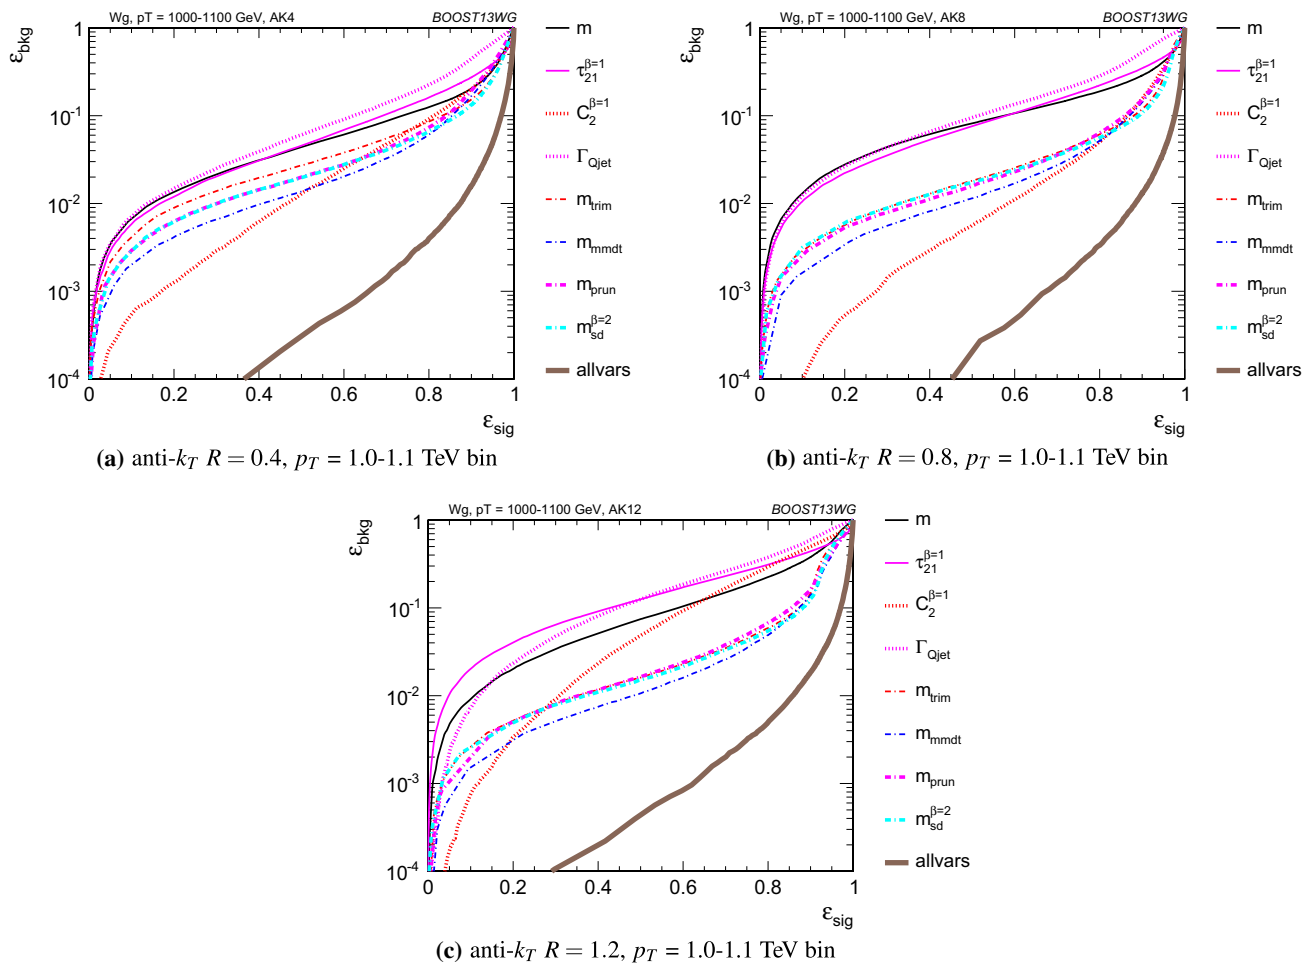 Wg, pT = 1000-1100 GeV, AK4
BOOST13WG
ε_bkg
1
10⁻¹
10⁻²
10⁻³
10⁻⁴
0 0.2 0.4 0.6 0.8 1
ε_sig
m
τ₂₁^β=1
C₂^β=1
Γ_Qjet
m_trim
m_mmdt
m_prun
m_sd^β=2
allvars
(a) anti-k_T R = 0.4, p_T = 1.0-1.1 TeV bin
Wg, pT = 1000-1100 GeV, AK8
BOOST13WG
ε_bkg
1
10⁻¹
10⁻²
10⁻³
10⁻⁴
0 0.2 0.4 0.6 0.8 1
ε_sig
m
τ₂₁^β=1
C₂^β=1
Γ_Qjet
m_trim
m_mmdt
m_prun
m_sd^β=2
allvars
(b) anti-k_T R = 0.8, p_T = 1.0-1.1 TeV bin
Wg, pT = 1000-1100 GeV, AK12
BOOST13WG
ε_bkg
1
10⁻¹
10⁻²
10⁻³
10⁻⁴
0 0.2 0.4 0.6 0.8 1
ε_sig
m
τ₂₁^β=1
C₂^β=1
Γ_Qjet
m_trim
m_mmdt
m_prun
m_sd^β=2
allvars
(c) anti-k_T R = 1.2, p_T = 1.0-1.1 TeV bin